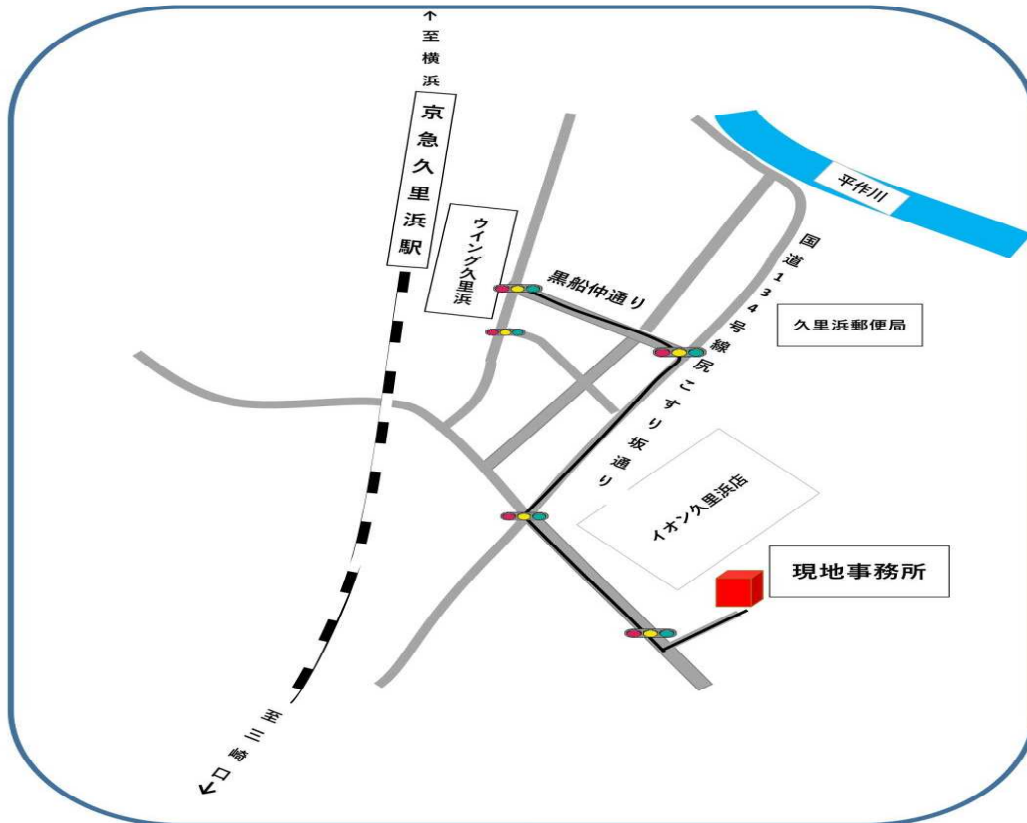 ↑至横浜
京急久里浜駅
ウイング久里浜
黒船仲通り
平作川
国道134号線尻こすり坂通り
久里浜郵便局
イオン久里浜店
現地事務所
至三崎口